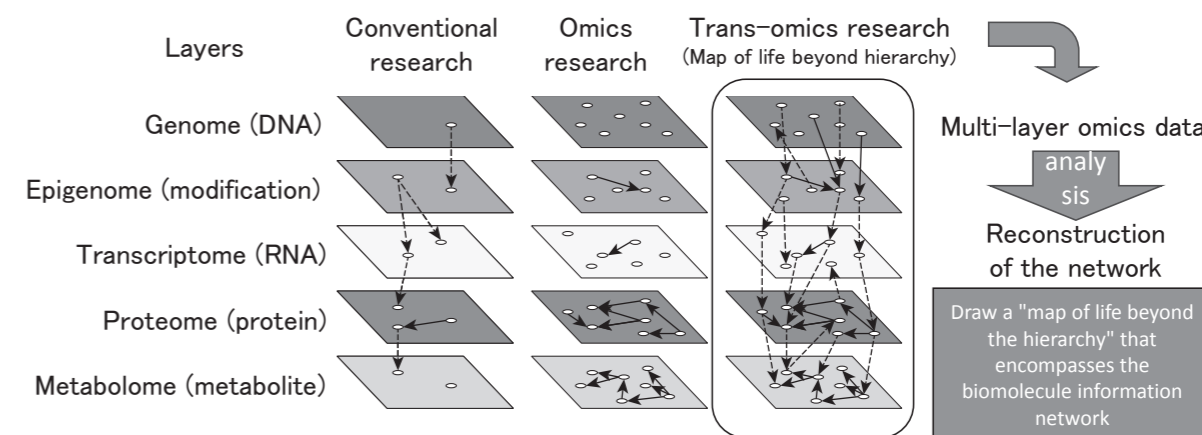 Layers
Conventional
research
Omics
research
Trans-omics research
(Map of life beyond hierarchy)
Genome (DNA)
Epigenome (modification)
Transcriptome (RNA)
Proteome (protein)
Metabolome (metabolite)
Multi-layer omics data
analy
sis
Reconstruction
of the network
Draw a "map of life beyond
the hierarchy" that
encompasses the
biomolecule information
network